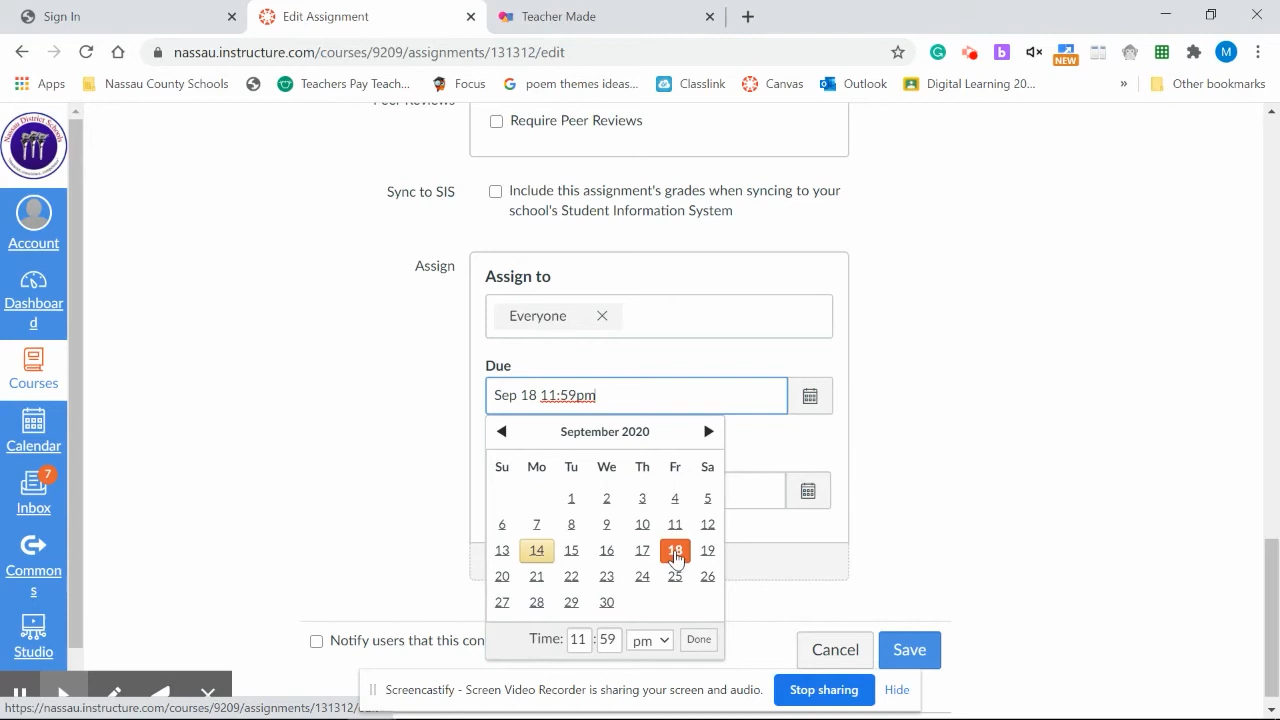 Sign In
Edit Assignment
Teacher Made
nassau.instructure.com/courses/9209/assignments/131312/edit
NEW
M
Apps
Nassau County Schools
Teachers Pay Teach...
Focus
poem themes ideas...
Classlink
Canvas
Outlook
Digital Learning 20...
»
Other bookmarks
Peer Reviews
Require Peer Reviews
Sync to SIS
Include this assignment's grades when syncing to your
school's Student Information System
Account
Dashboar
d
Courses
Calendar
7
Inbox
Common
s
Studio
Assign
Assign to
Everyone
Due
Sep 18 11:59pm
September 2020
Su Mo Tu We Th Fr Sa
1 2 3 4 5
6 7 8 9 10 11 12
13 14 15 16 17 18 19
20 21 22 23 24 25 26
27 28 29 30
Time: 11 : 59 pm Done
Notify users that this con
Cancel
Save
Screencastify - Screen Video Recorder is sharing your screen and audio.
Stop sharing
Hide
https://nassau.instructure.com/courses/9209/assignments/131312/edit